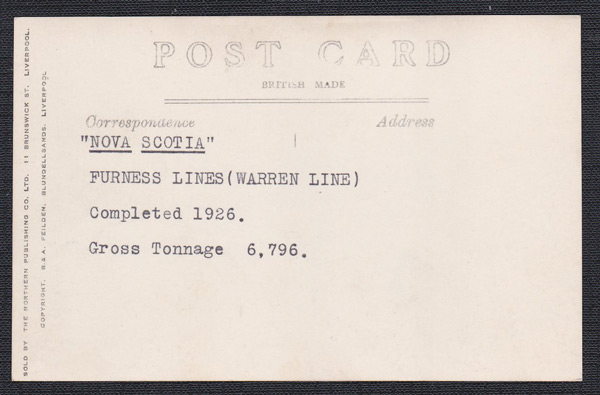 POST CARD
BRITISH MADE
Correspondence Address
"NOVA SCOTIA"
FURNESS LINES(WARREN LINE)
Completed 1926.
Gross Tonnage 6,796.
SOLD BY THE NORTHERN PUBLISHING CO. LTD. 11 BRUNSWICK ST. LIVERPOOL.
COPYRIGHT. R.& A. FEILDEN, BLUNDELLSANDS, LIVERPOOL